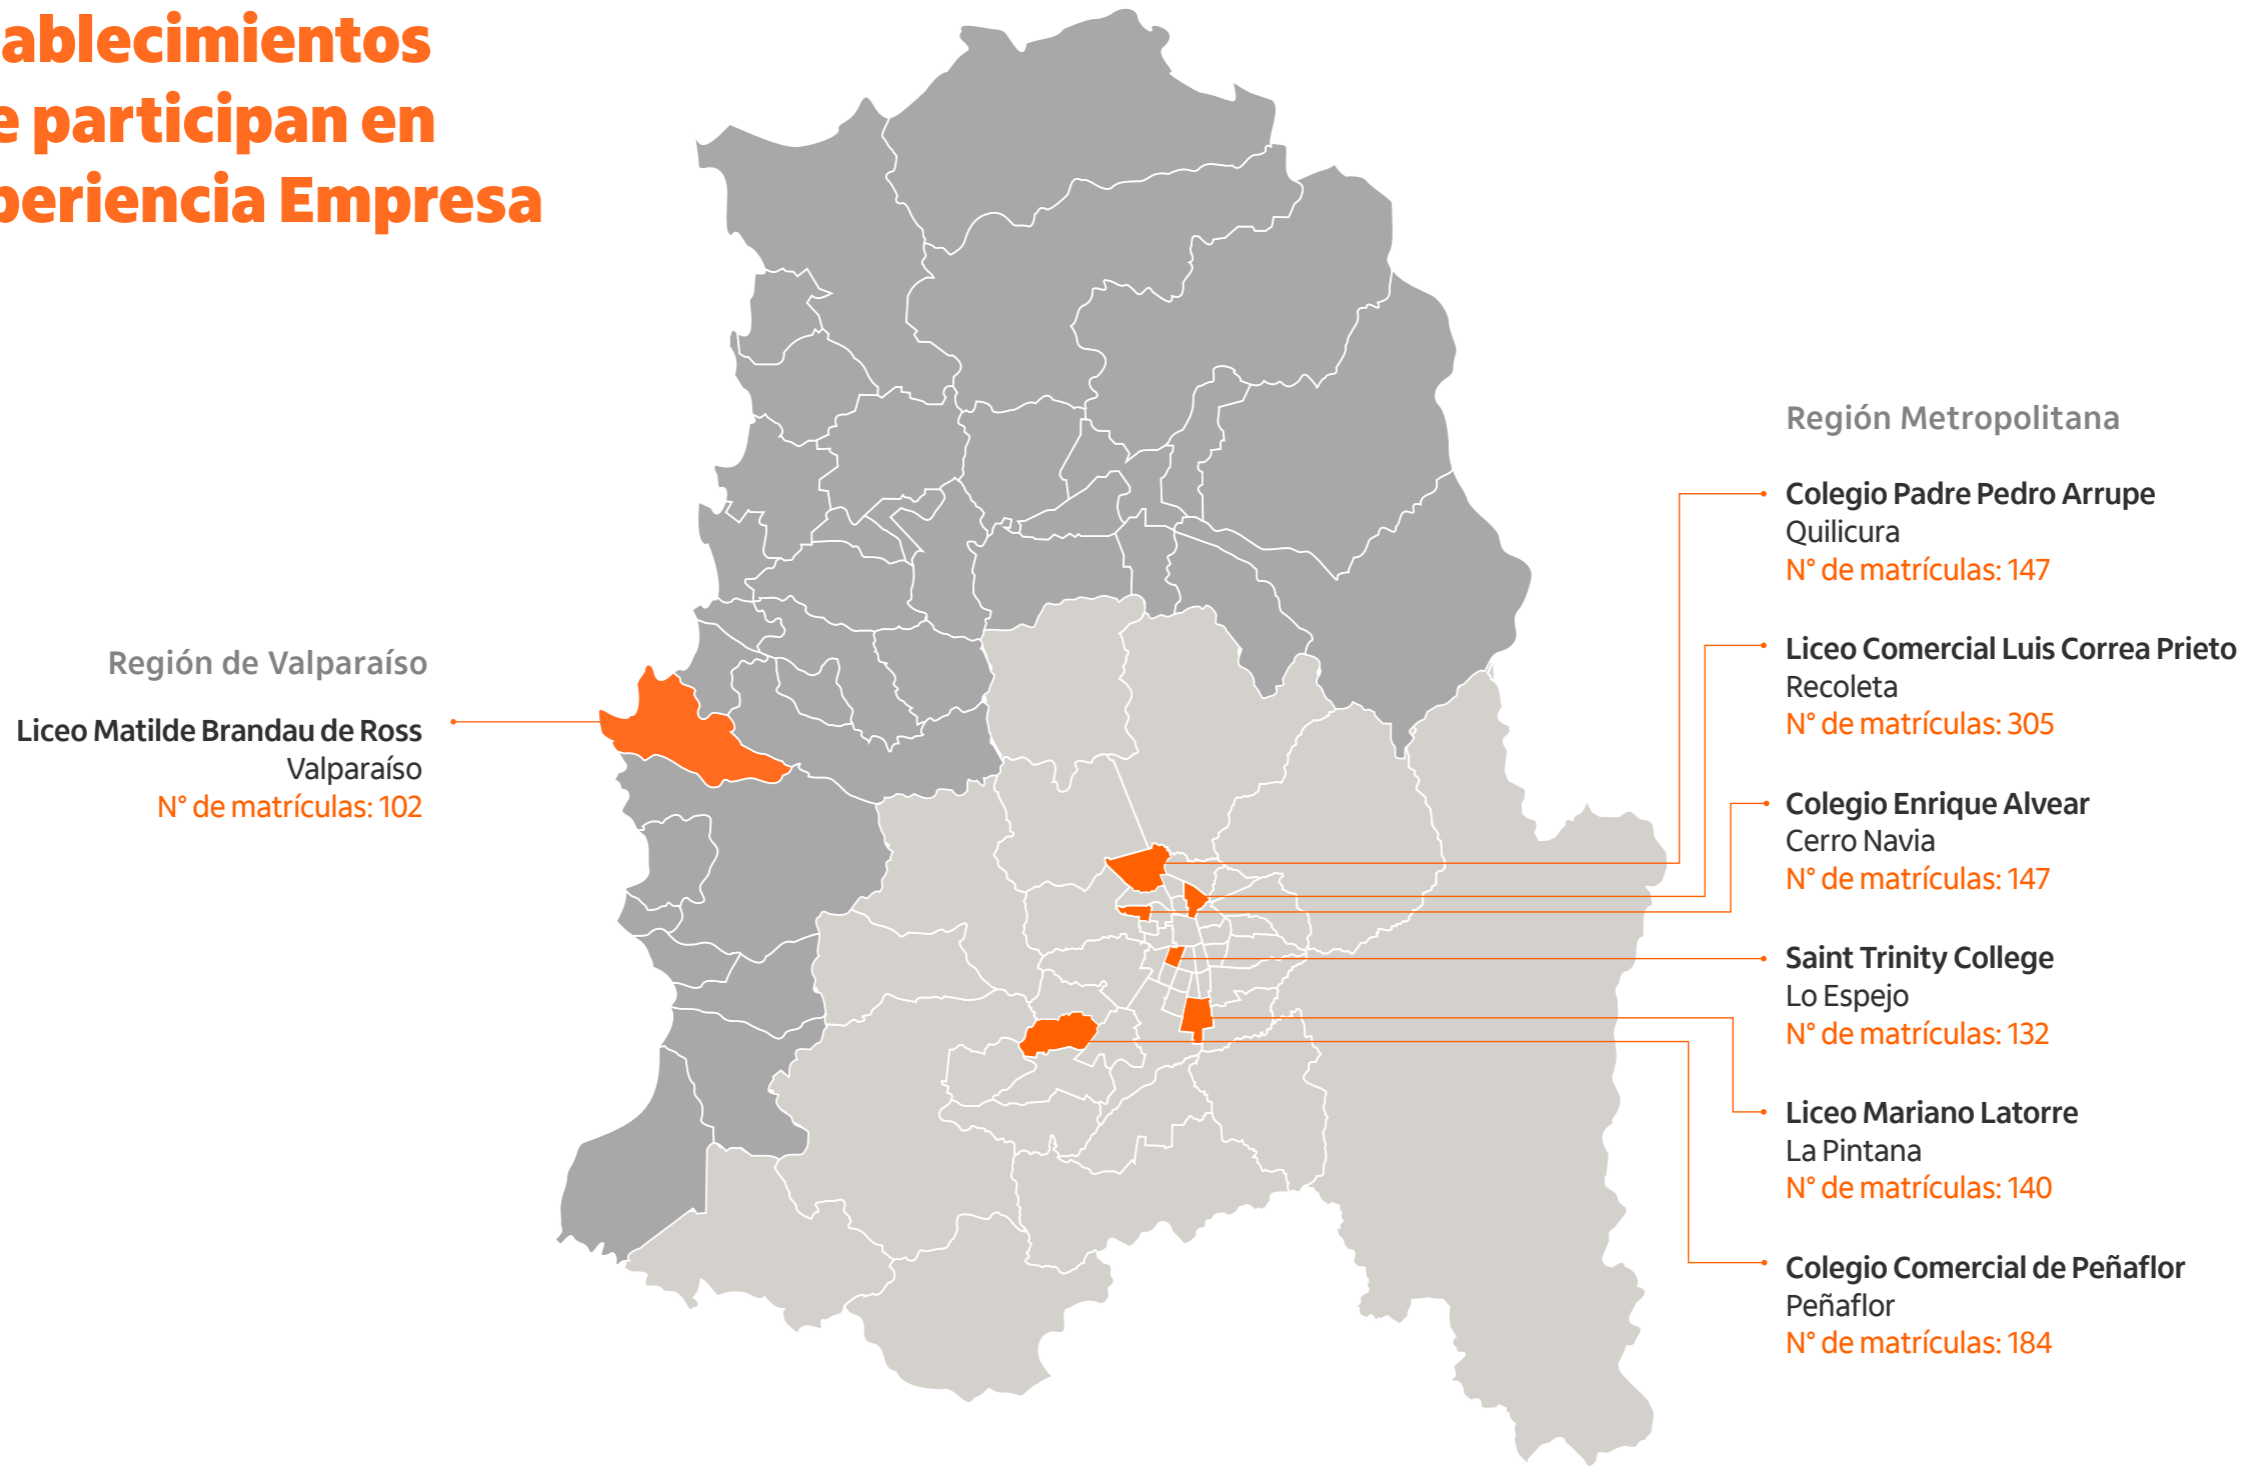 ablecimientos
e participan en
periencia Empresa
Región de Valparaíso
Liceo Matilde Brandau de Ross
Valparaíso
N° de matrículas: 102
Región Metropolitana
Colegio Padre Pedro Arrupe
Quilicura
N° de matrículas: 147
Liceo Comercial Luis Correa Prieto
Recoleta
N° de matrículas: 305
Colegio Enrique Alvear
Cerro Navia
N° de matrículas: 147
Saint Trinity College
Lo Espejo
N° de matrículas: 132
Liceo Mariano Latorre
La Pintana
N° de matrículas: 140
Colegio Comercial de Peñaflor
Peñaflor
N° de matrículas: 184